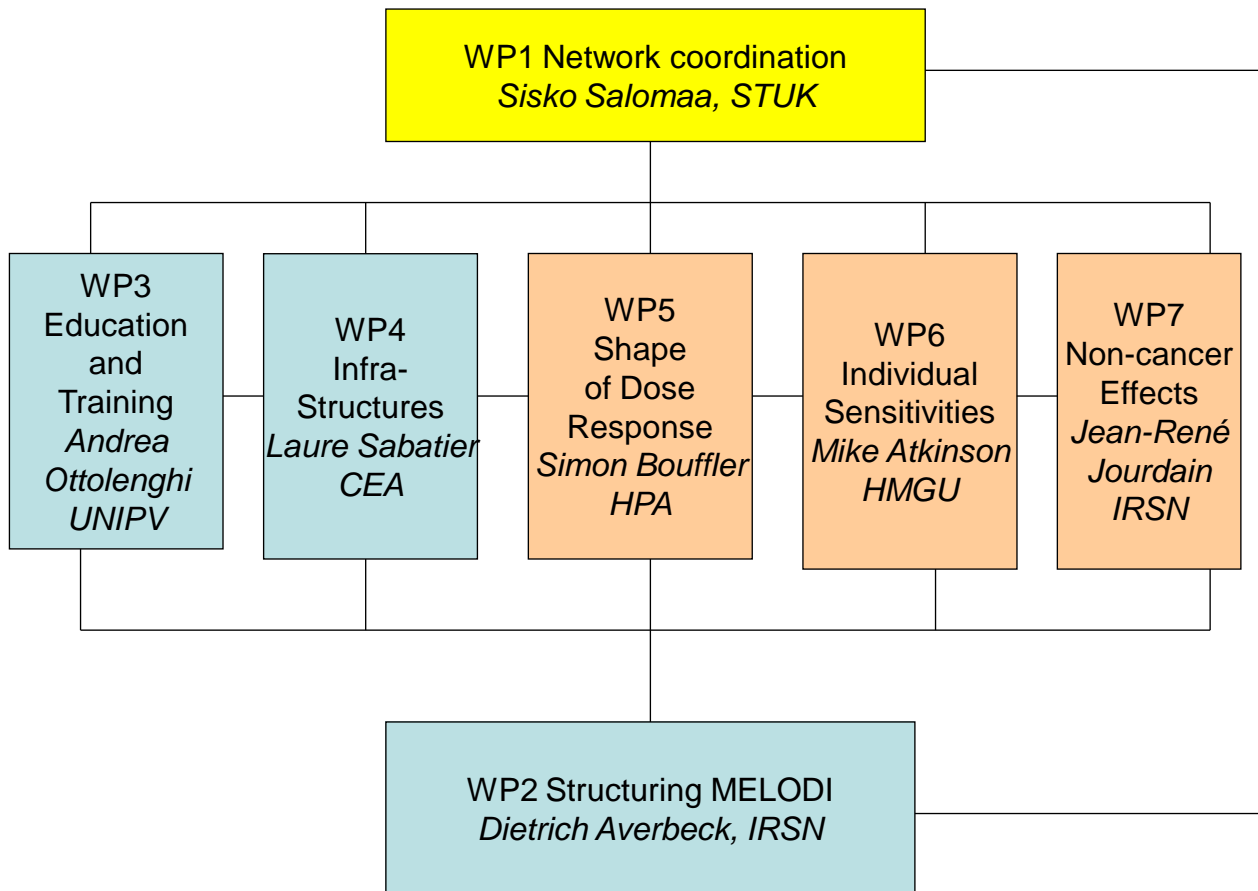 WP1 Network coordination
Sisko Salomaa, STUK
WP3
Education
and
Training
Andrea
Ottolenghi
UNIPV
WP4
Infra-
Structures
Laure Sabatier
CEA
WP5
Shape
of Dose
Response
Simon Bouffler
HPA
WP6
Individual
Sensitivities
Mike Atkinson
HMGU
WP7
Non-cancer
Effects
Jean-René
Jourdain
IRSN
WP2 Structuring MELODI
Dietrich Averbeck, IRSN